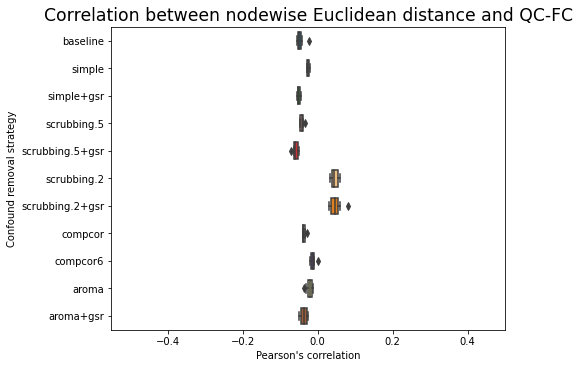 Correlation between nodewise Euclidean distance and QC-FC
Confound removal strategy
baseline
simple
simple+gsr
scrubbing.5
scrubbing.5+gsr
scrubbing.2
scrubbing.2+gsr
compcor
compcor6
aroma
aroma+gsr
−0.4 −0.2 0.0 0.2 0.4
Pearson's correlation